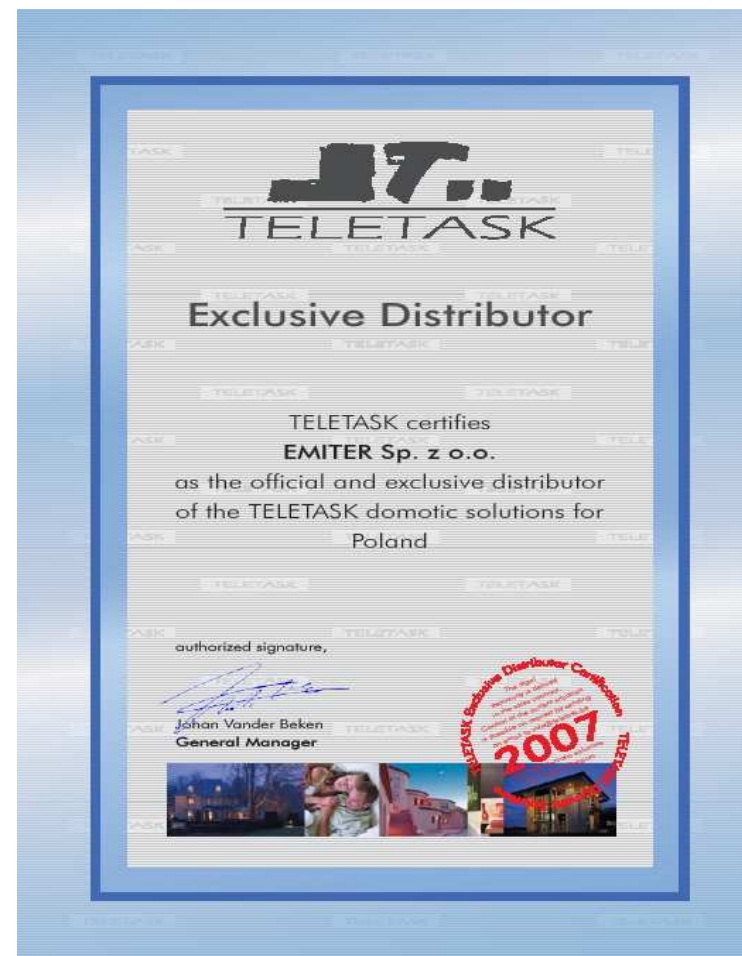 TELETASK
Exclusive Distributor
TELETASK certifies
EMITER Sp. z o.o.
as the official and exclusive distributor
of the TELETASK domotic solutions for
Poland
authorized signature,
Johan Vander Beken
General Manager
TELETASK Exclusive Distributor Certification
2007